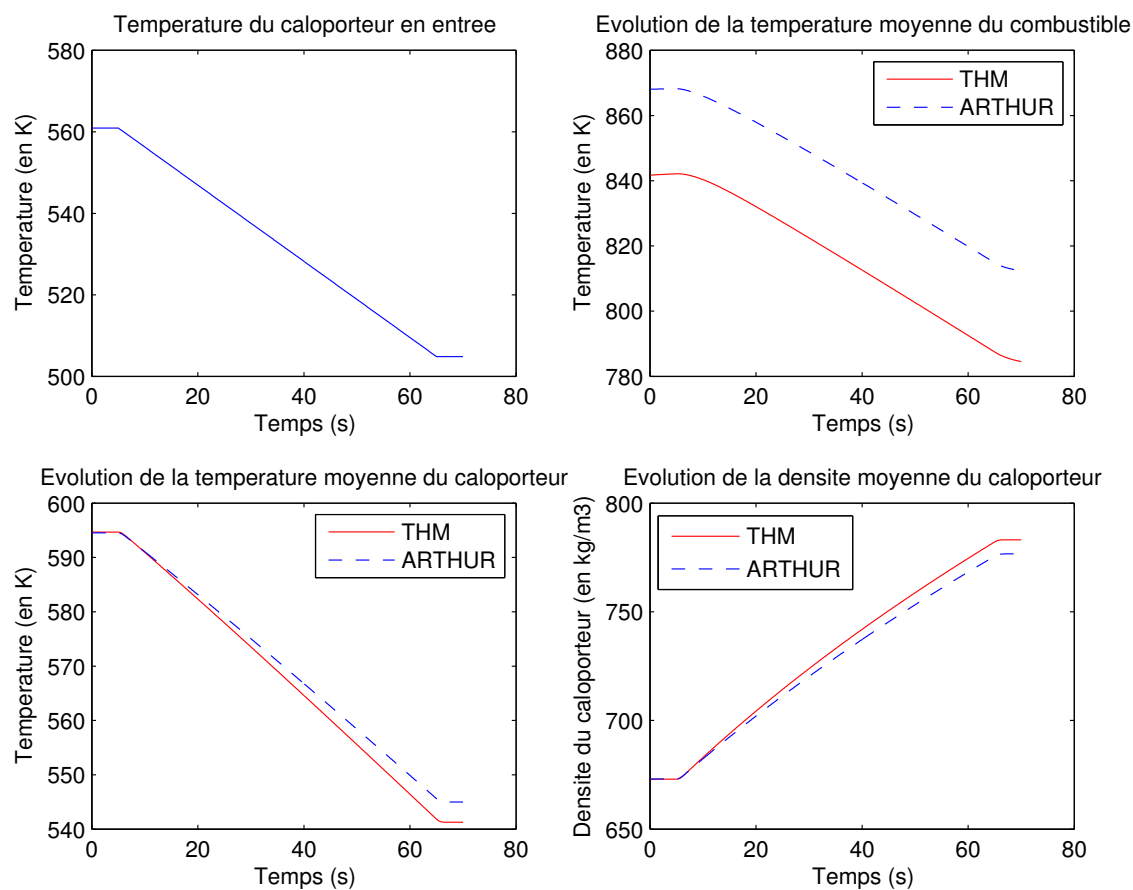 Temperature du caloporteur en entree
Temperature (en K)
580
560
540
520
500
0 20 40 60 80
Temps (s)
Evolution de la temperature moyenne du combustible
Temperature (en K)
880
860
840
820
800
780
THM
ARTHUR
0 20 40 60 80
Temps (s)
Evolution de la temperature moyenne du caloporteur
Temperature (en K)
600
590
580
570
560
550
540
THM
ARTHUR
0 20 40 60 80
Temps (s)
Evolution de la densite moyenne du caloporteur
Densite du caloporteur (en kg/m3)
800
750
700
650
THM
ARTHUR
0 20 40 60 80
Temps (s)